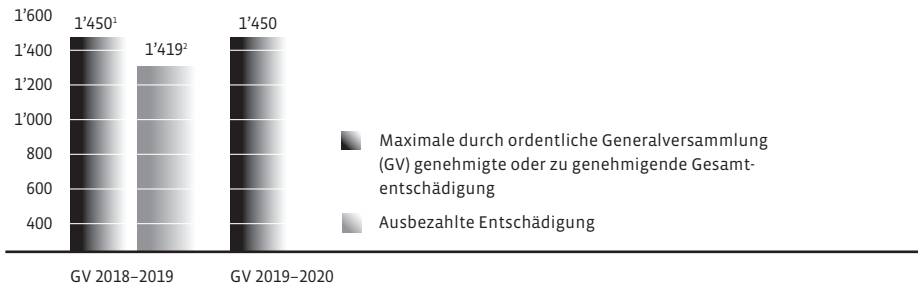 1’600
1’450¹
1’450
1’419²
1’400
1’200
1’000
800
600
400
Maximale durch ordentliche Generalversammlung
(GV) genehmigte oder zu genehmigende Gesamt-
entschädigung
Ausbezahlte Entschädigung
GV 2018–2019
GV 2019–2020